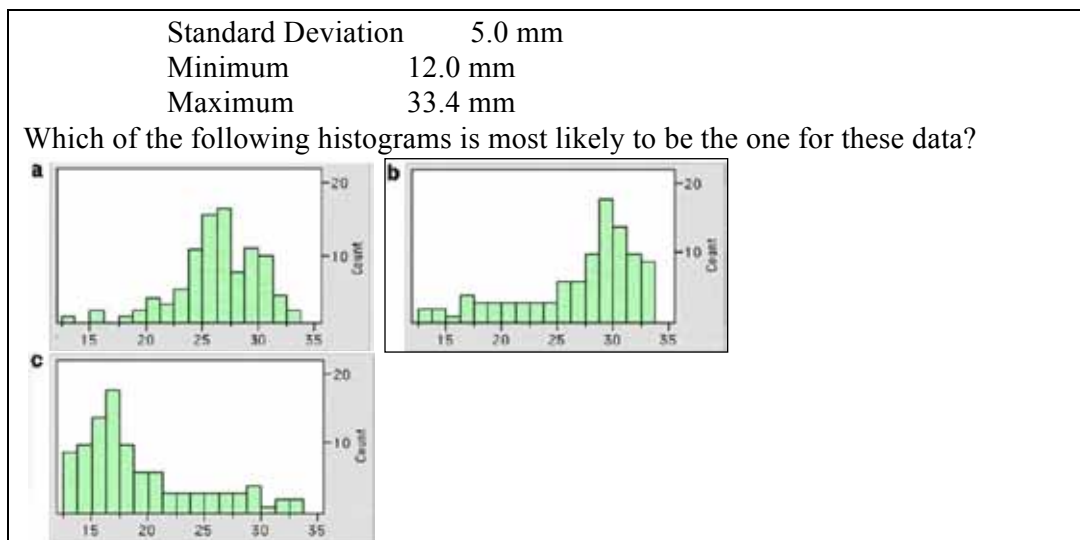 Standard Deviation 5.0 mm
Minimum 12.0 mm
Maximum 33.4 mm
Which of the following histograms is most likely to be the one for these data?
a
20
10
Count
15 20 25 30 35
b
20
10
Count
15 20 25 30 35
c
20
10
Count
15 20 25 30 35